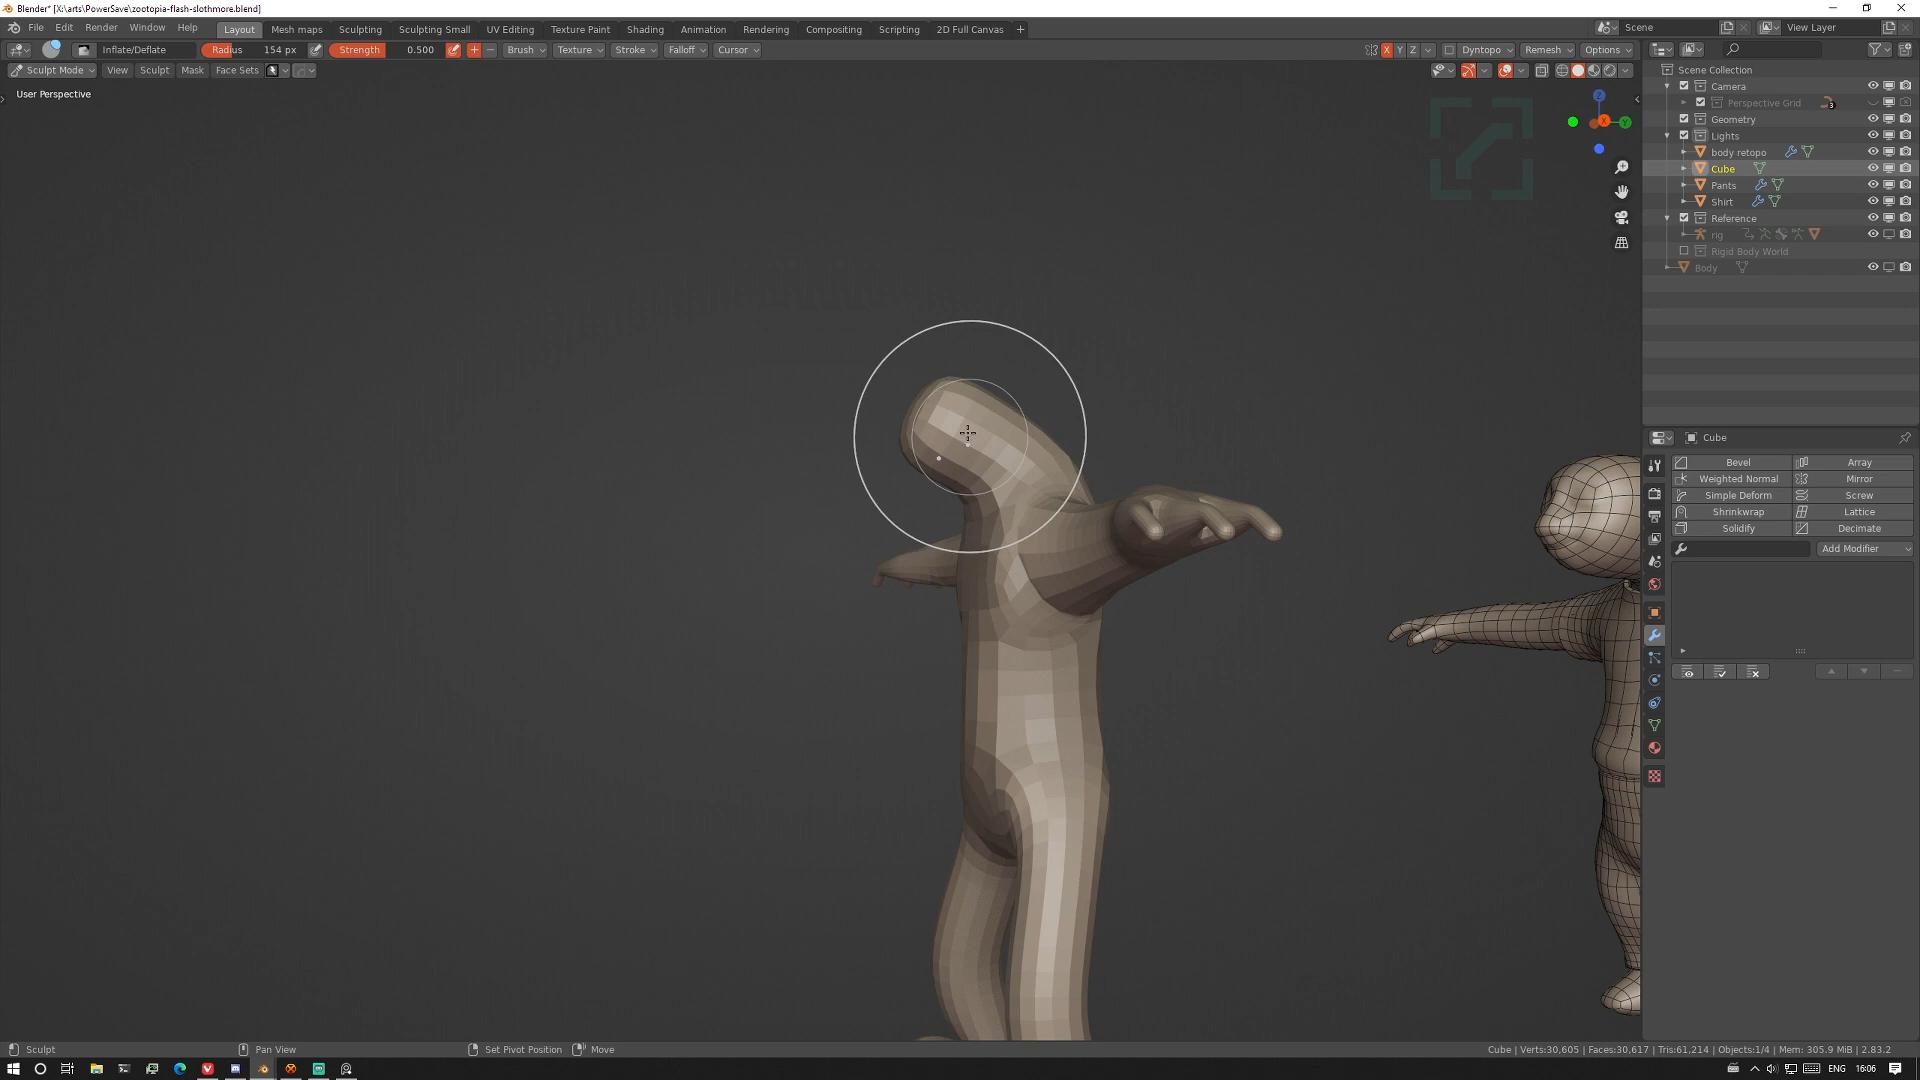 Blender* [X:\arts\PowerSave\zootopia-flash-slothmore.blend]
File Edit Render Window Help Layout Mesh maps Sculpting Sculpting Small UV Editing Texture Paint Shading Animation Rendering Compositing Scripting 2D Full Canvas + Scene View Layer
Inflate/Deflate Radius 154 px Strength 0.500 + − Brush Texture Stroke Falloff Cursor X Y Z Dyntopo Remesh Options
Sculpt Mode View Sculpt Mask Face Sets
User Perspective
Z
X
Y
Scene Collection
Camera
Perspective Grid 3
Geometry
Lights
body retopo
Cube
Pants
Shirt
Reference
rig
Rigid Body World
Body
Cube
Bevel Array
Weighted Normal Mirror
Simple Deform Screw
Shrinkwrap Lattice
Solidify Decimate
Add Modifier
Sculpt Pan View Set Pivot Position Move Cube | Verts:30,605 | Faces:30,617 | Tris:61,214 | Objects:1/4 | Mem: 305.9 MiB | 2.83.2
ENG 16:06